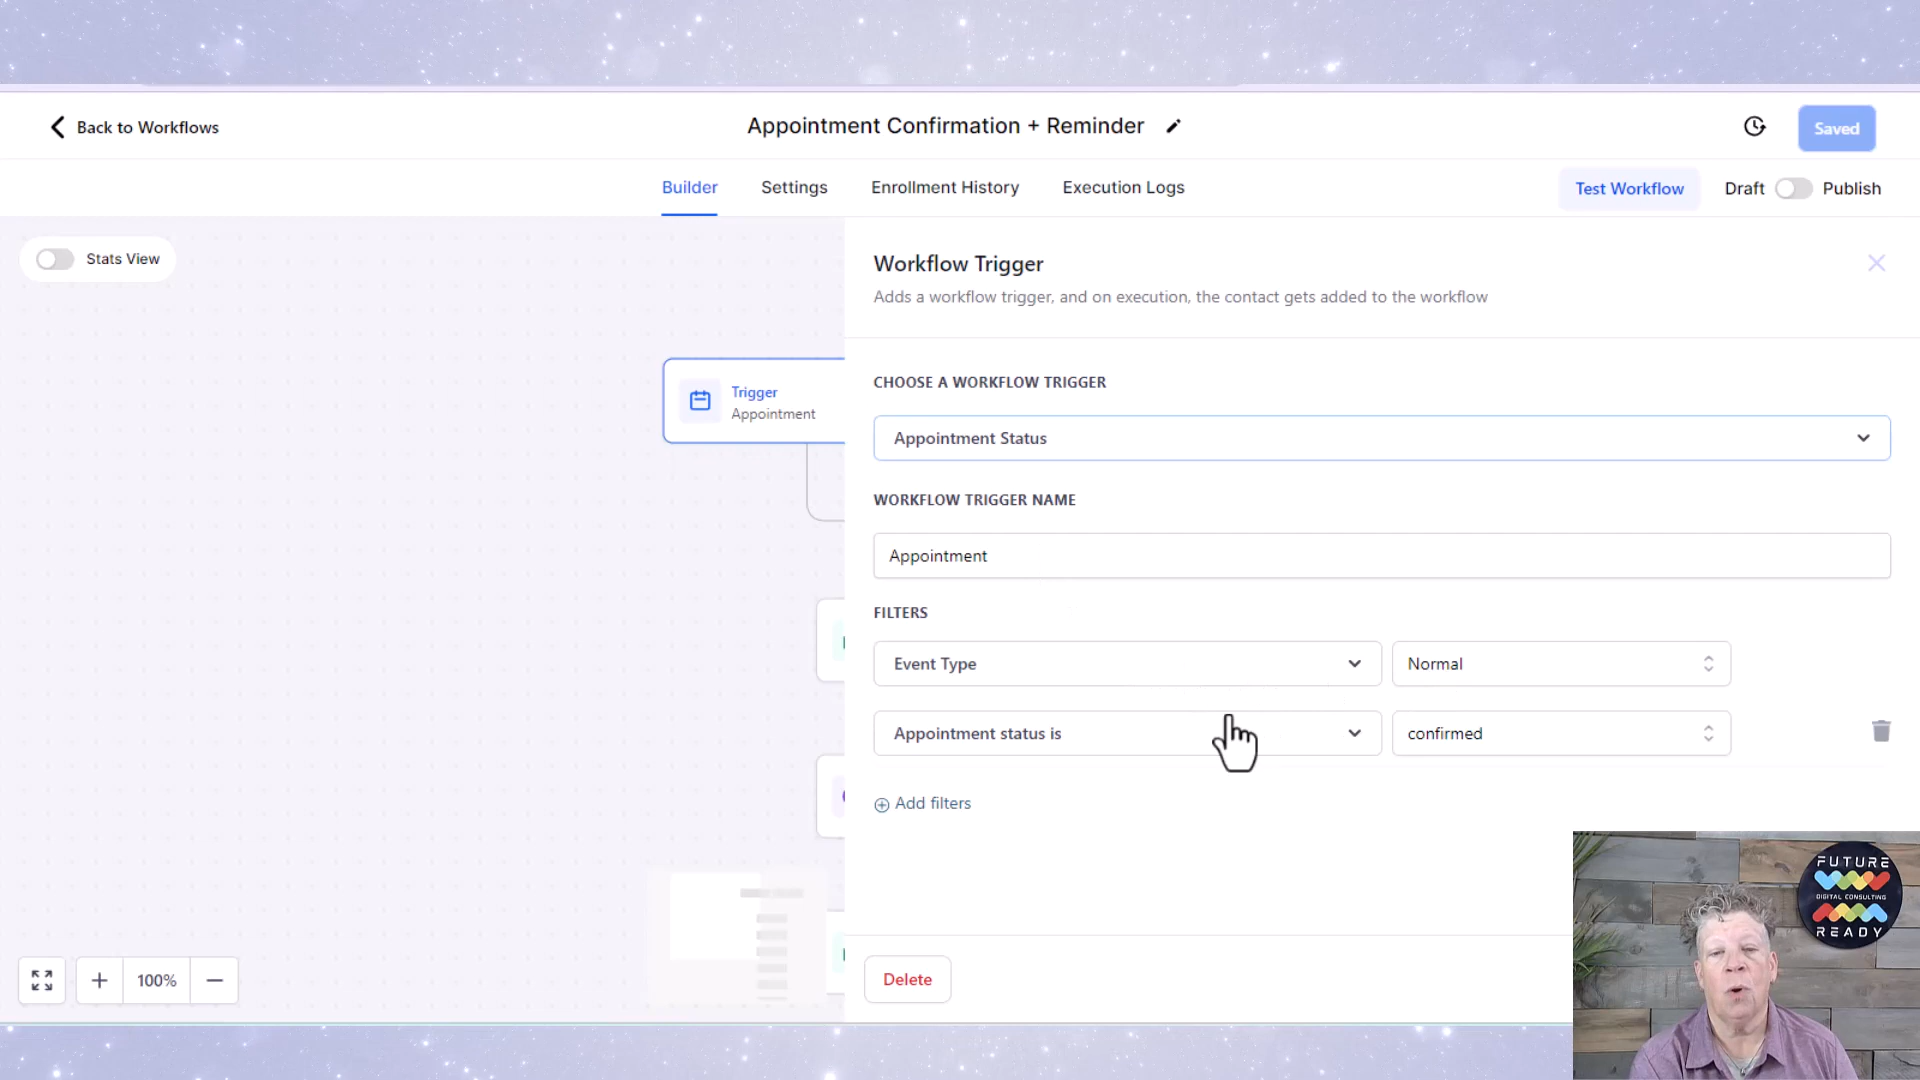 Back to Workflows
Appointment Confirmation + Reminder
Saved
Builder
Settings
Enrollment History
Execution Logs
Test Workflow
Draft
Publish
Stats View
Workflow Trigger
Adds a workflow trigger, and on execution, the contact gets added to the workflow
Trigger
Appointment
CHOOSE A WORKFLOW TRIGGER
Appointment Status
WORKFLOW TRIGGER NAME
Appointment
FILTERS
Event Type
Normal
Appointment status is
confirmed
Add filters
Delete
100%
FUTURE
DIGITAL CONSULTING
READY